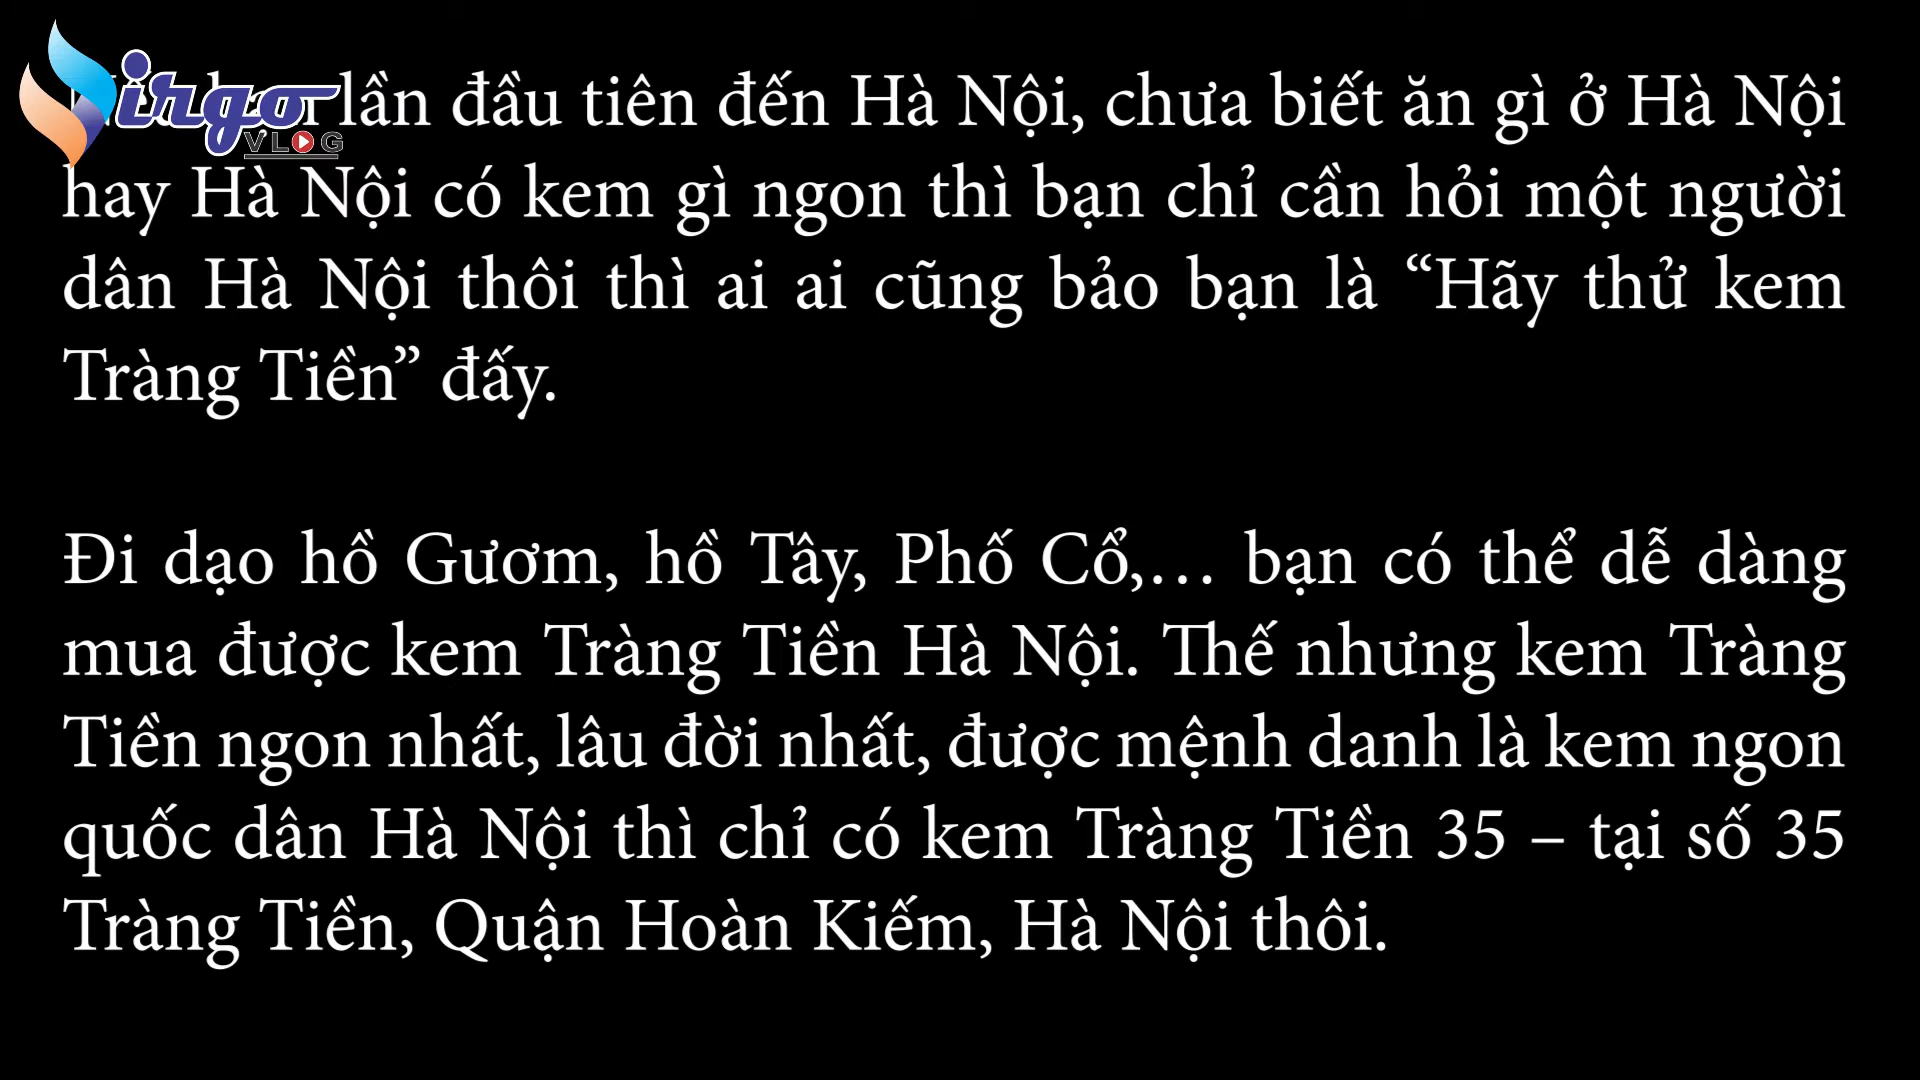 Virgo
VLOG
lần đầu tiên đến Hà Nội, chưa biết ăn gì ở Hà Nội
hay Hà Nội có kem gì ngon thì bạn chỉ cần hỏi một người
dân Hà Nội thôi thì ai ai cũng bảo bạn là “Hãy thử kem
Tràng Tiền” đấy.
Đi dạo hồ Gươm, hồ Tây, Phố Cổ,… bạn có thể dễ dàng
mua được kem Tràng Tiền Hà Nội. Thế nhưng kem Tràng
Tiền ngon nhất, lâu đời nhất, được mệnh danh là kem ngon
quốc dân Hà Nội thì chỉ có kem Tràng Tiền 35 – tại số 35
Tràng Tiền, Quận Hoàn Kiếm, Hà Nội thôi.